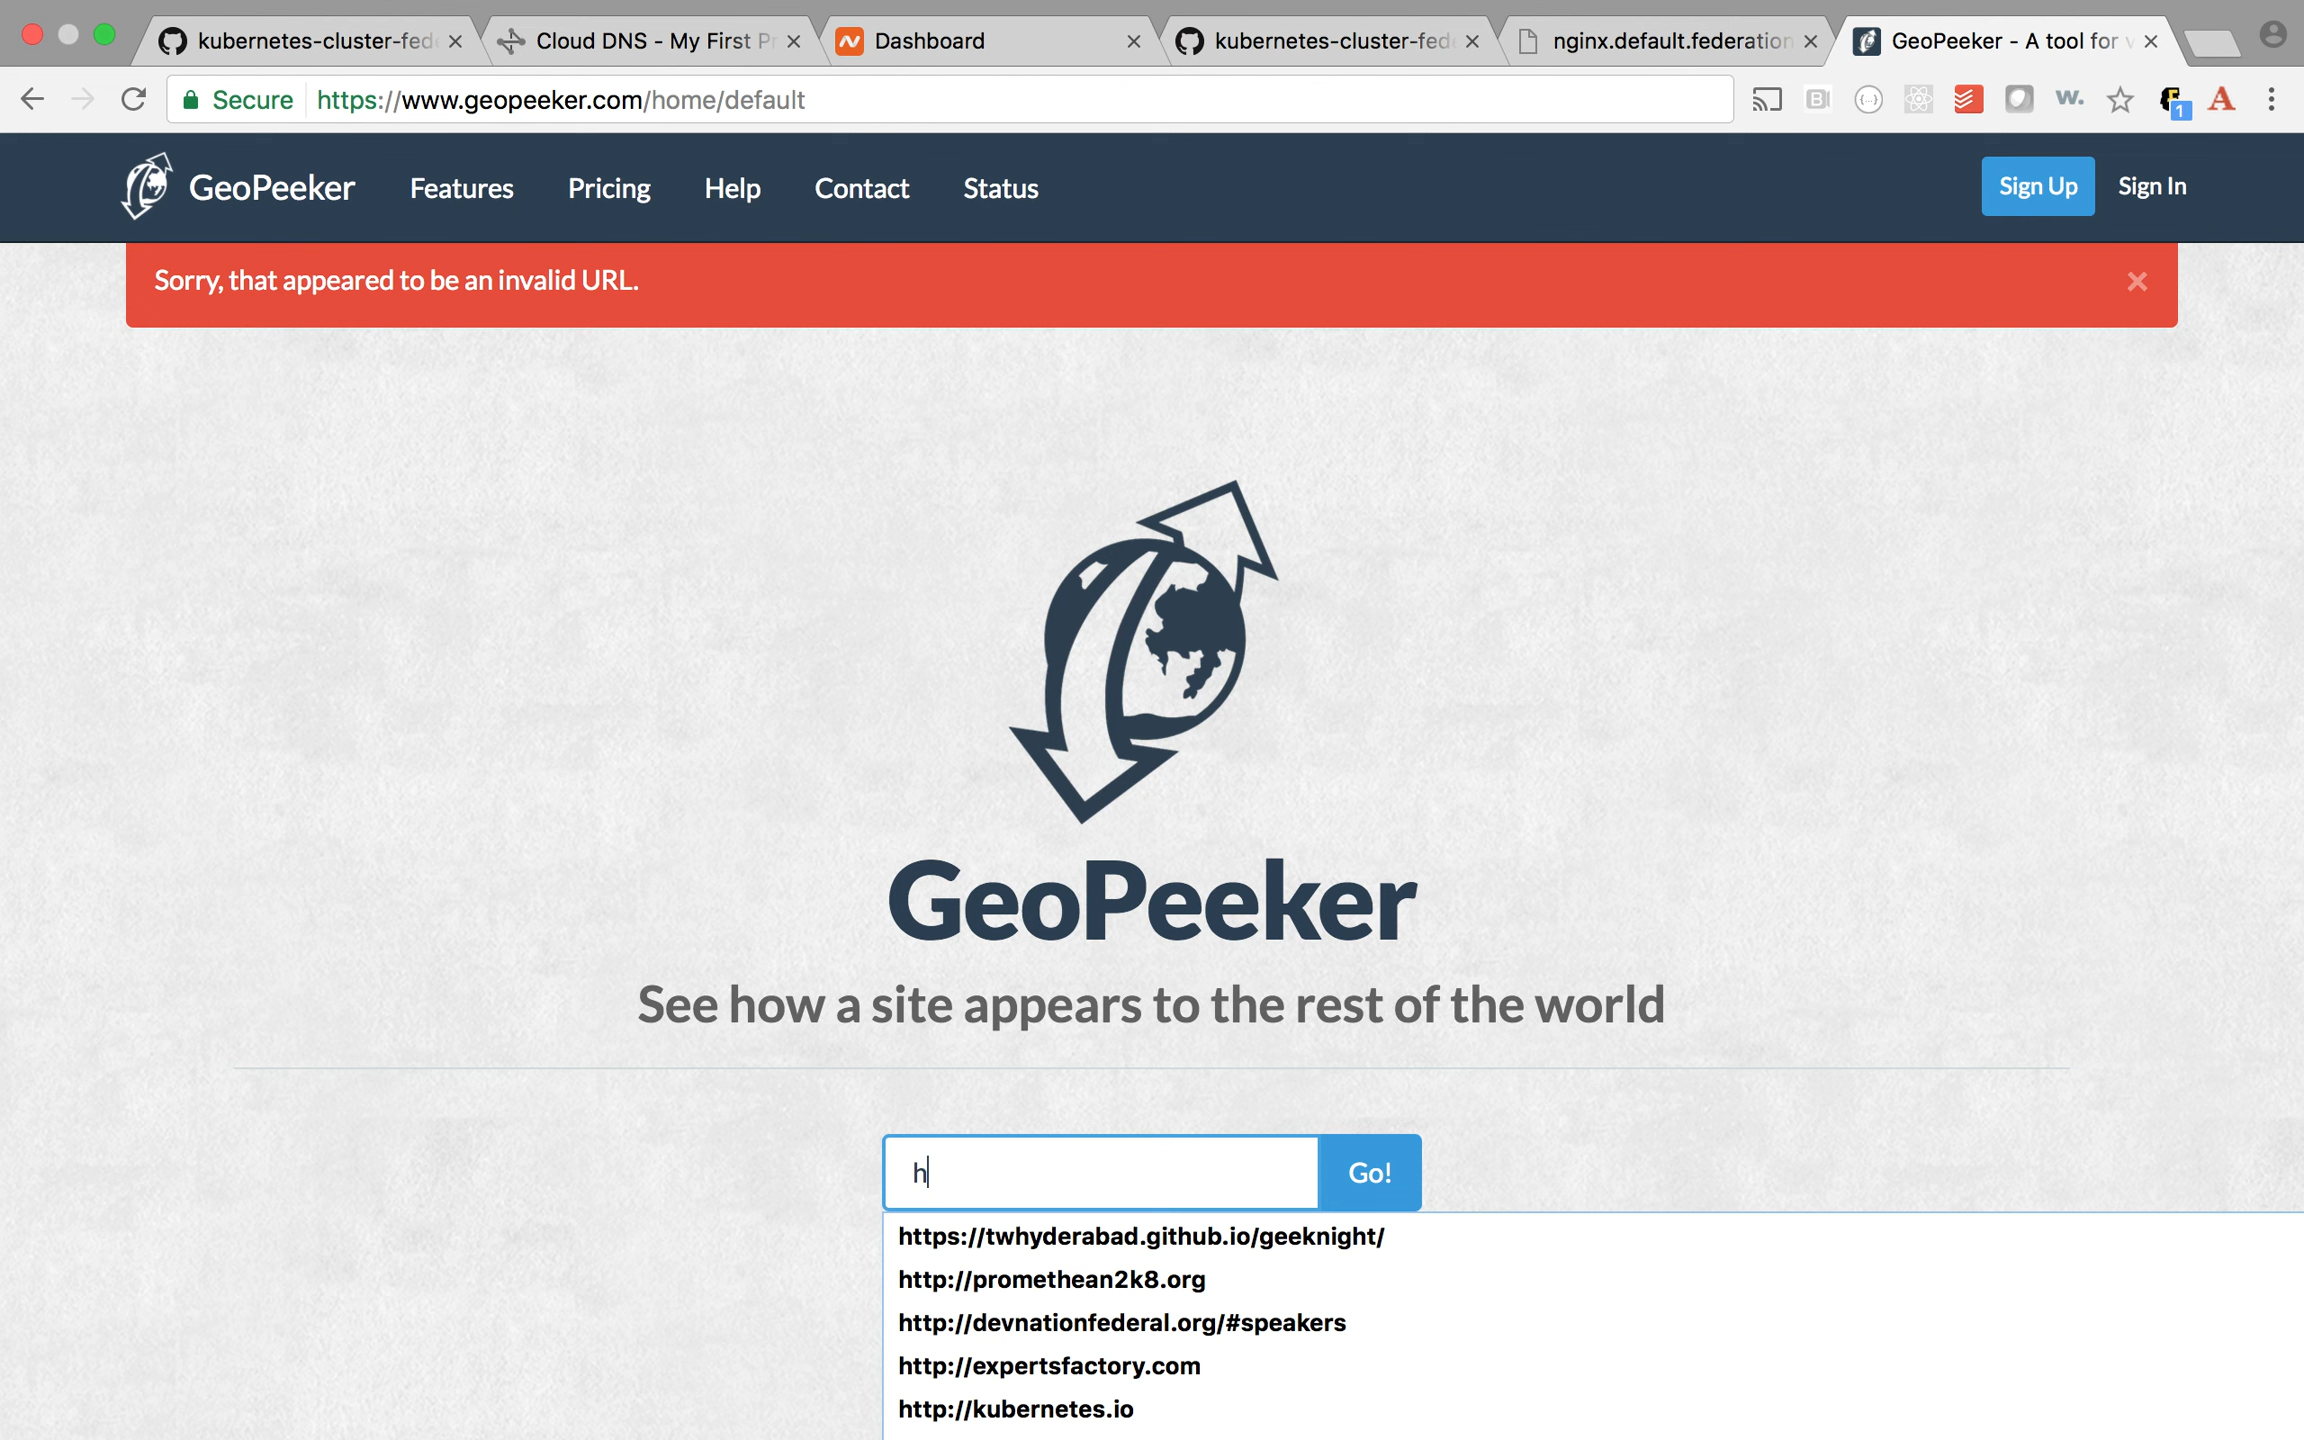 kubernetes-cluster-fed
Cloud DNS - My First Pr
Dashboard
kubernetes-cluster-fed
nginx.default.federation
GeoPeeker - A tool for v
Secure
https://www.geopeeker.com/home/default
1
GeoPeeker
Features
Pricing
Help
Contact
Status
Sign Up
Sign In
Sorry, that appeared to be an invalid URL.
GeoPeeker
See how a site appears to the rest of the world
h
Go!
https://twhyderabad.github.io/geeknight/
http://promethean2k8.org
http://devnationfederal.org/#speakers
http://expertsfactory.com
http://kubernetes.io